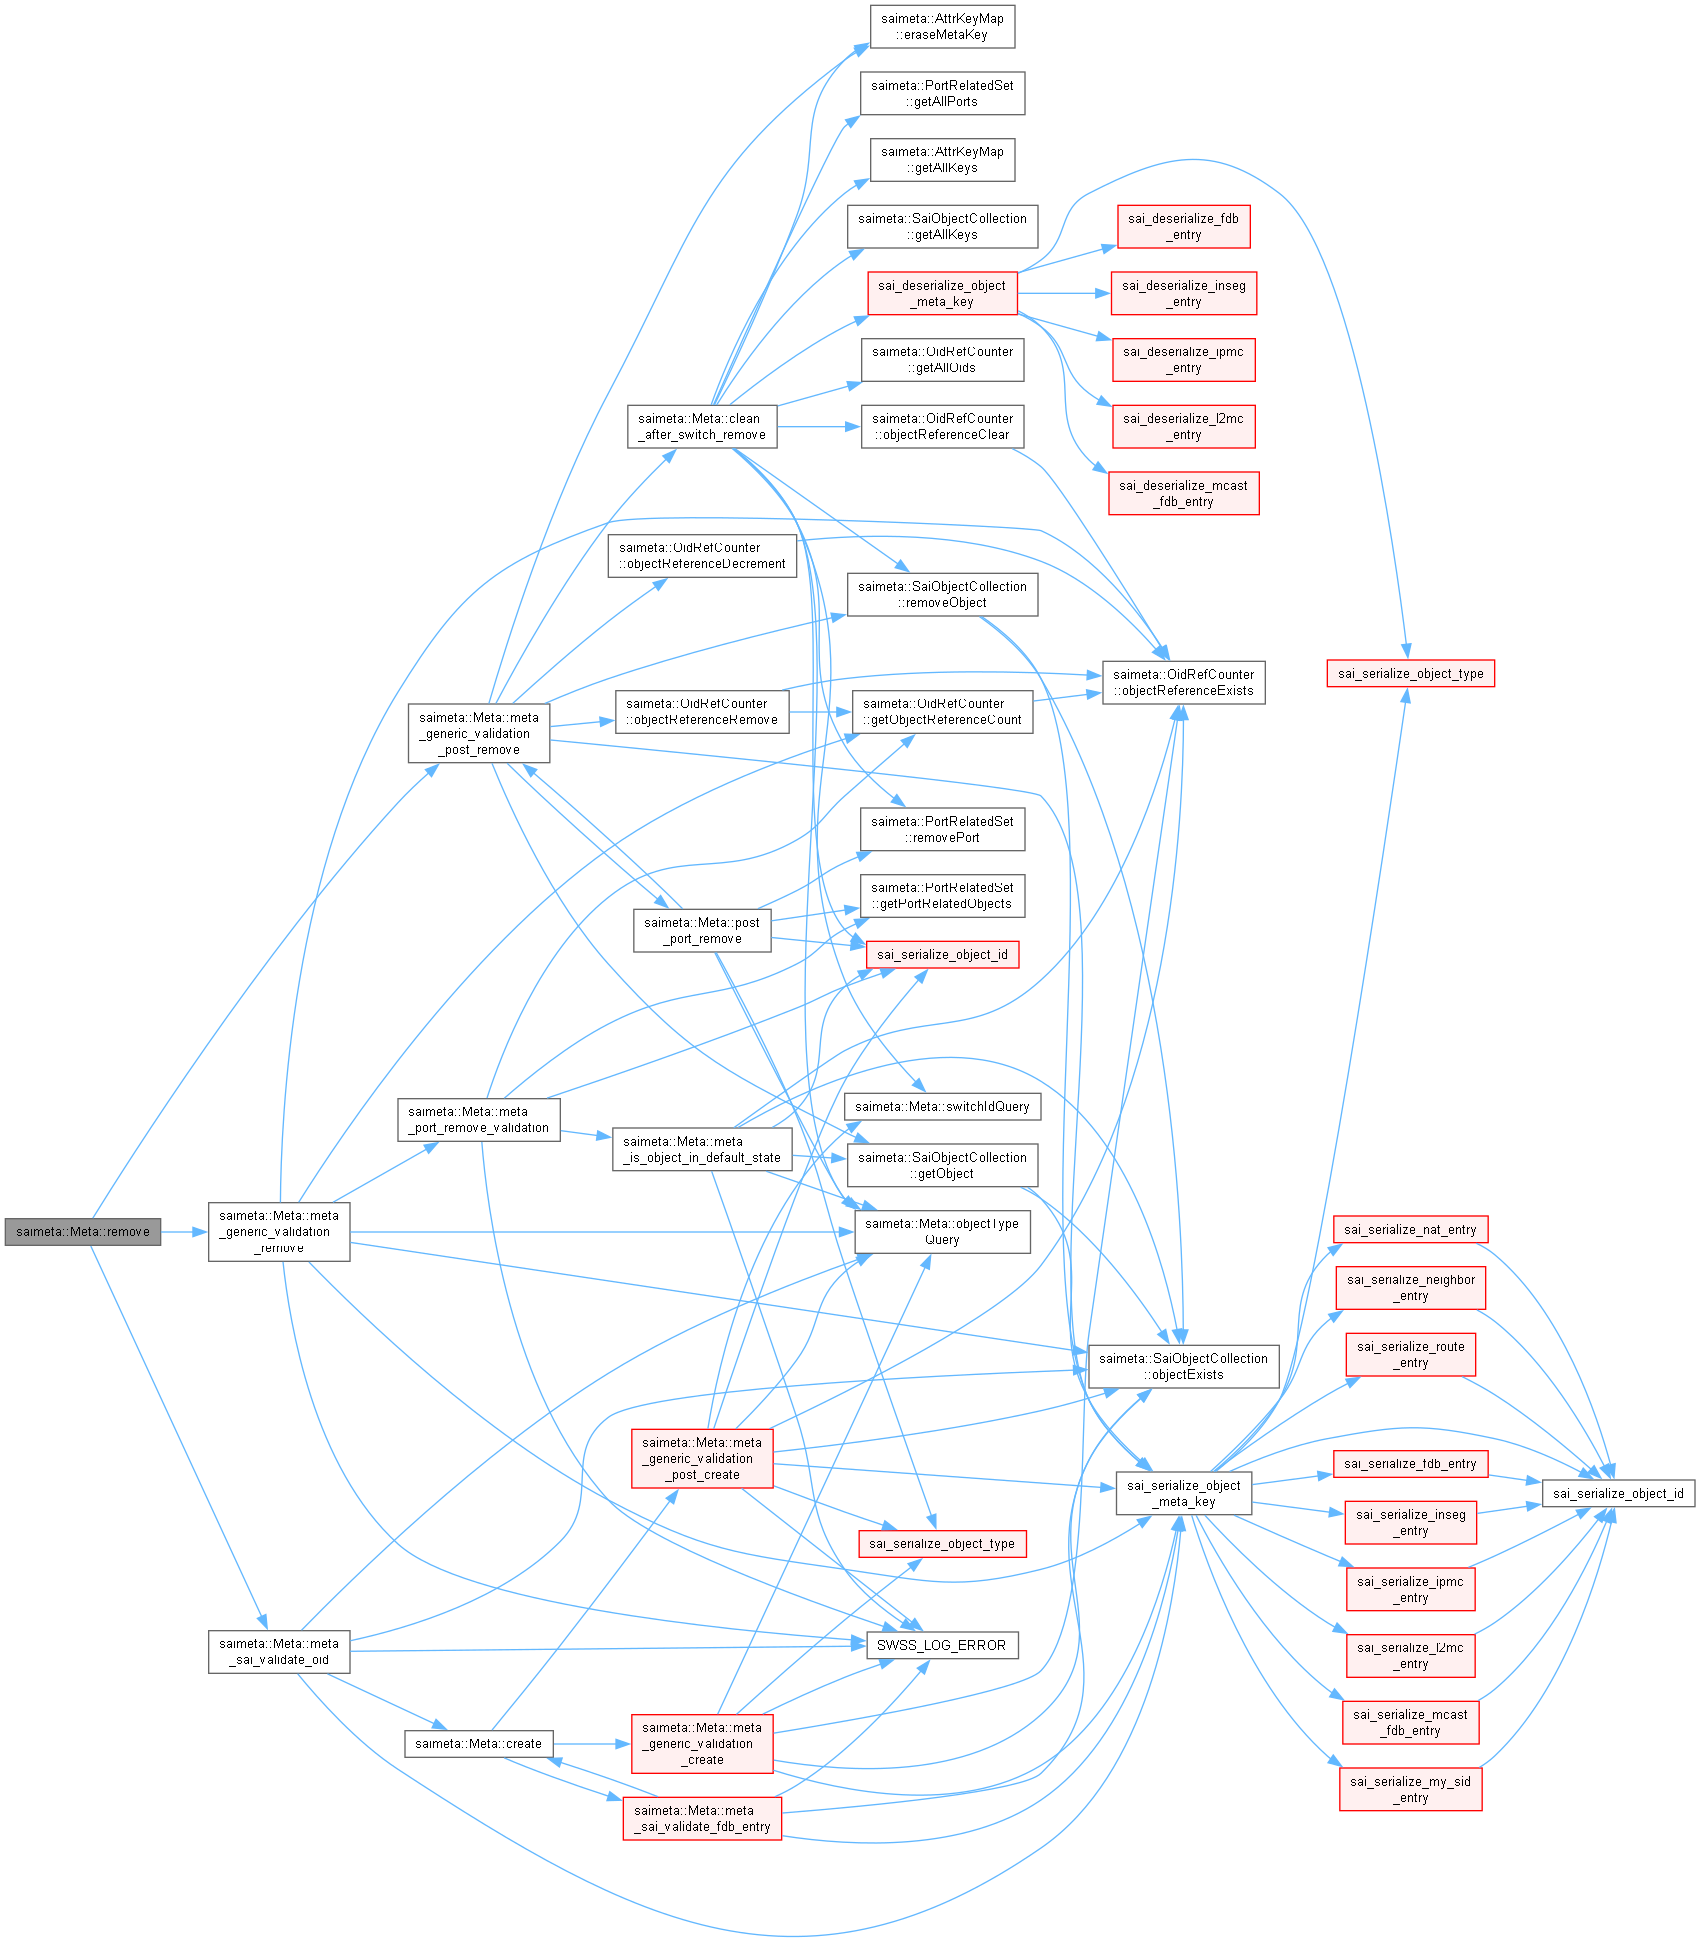 saimeta::AttrKeyMap
::eraseMetaKey
saimeta::PortRelatedSet
::getAllPorts
saimeta::AttrKeyMap
::getAllKeys
saimeta::SaiObjectCollection
::getAllKeys
sai_deserialize_fdb
_entry
sai_deserialize_object
_meta_key
sai_deserialize_inseg
_entry
saimeta::OidRefCounter
::getAllOids
sai_deserialize_ipmc
_entry
saimeta::Meta::clean
_after_switch_remove
saimeta::OidRefCounter
::objectReferenceClear
sai_deserialize_l2mc
_entry
sai_deserialize_mcast
_fdb_entry
saimeta::OidRefCounter
::objectReferenceDecrement
saimeta::SaiObjectCollection
::removeObject
saimeta::OidRefCounter
::objectReferenceExists
sai_serialize_object_type
saimeta::Meta::meta
_generic_validation
_post_remove
saimeta::OidRefCounter
::objectReferenceRemove
saimeta::OidRefCounter
::getObjectReferenceCount
saimeta::PortRelatedSet
::removePort
saimeta::PortRelatedSet
::getPortRelatedObjects
saimeta::Meta::post
_port_remove
sai_serialize_object_id
saimeta::Meta::switchIdQuery
saimeta::Meta::meta
_port_remove_validation
saimeta::Meta::meta
_is_object_in_default_state
saimeta::SaiObjectCollection
::getObject
saimeta::Meta::remove
saimeta::Meta::meta
_generic_validation
_remove
saimeta::Meta::objectType
Query
sai_serialize_nat_entry
sai_serialize_neighbor
_entry
sai_serialize_route
_entry
saimeta::SaiObjectCollection
::objectExists
saimeta::Meta::meta
_generic_validation
_post_create
sai_serialize_fdb_entry
sai_serialize_object
_meta_key
sai_serialize_object_id
sai_serialize_inseg
_entry
sai_serialize_object_type
sai_serialize_ipmc
_entry
saimeta::Meta::meta
_sai_validate_oid
SWSS_LOG_ERROR
sai_serialize_l2mc
_entry
sai_serialize_mcast
_fdb_entry
saimeta::Meta::create
saimeta::Meta::meta
_generic_validation
_create
sai_serialize_my_sid
_entry
saimeta::Meta::meta
_sai_validate_fdb_entry